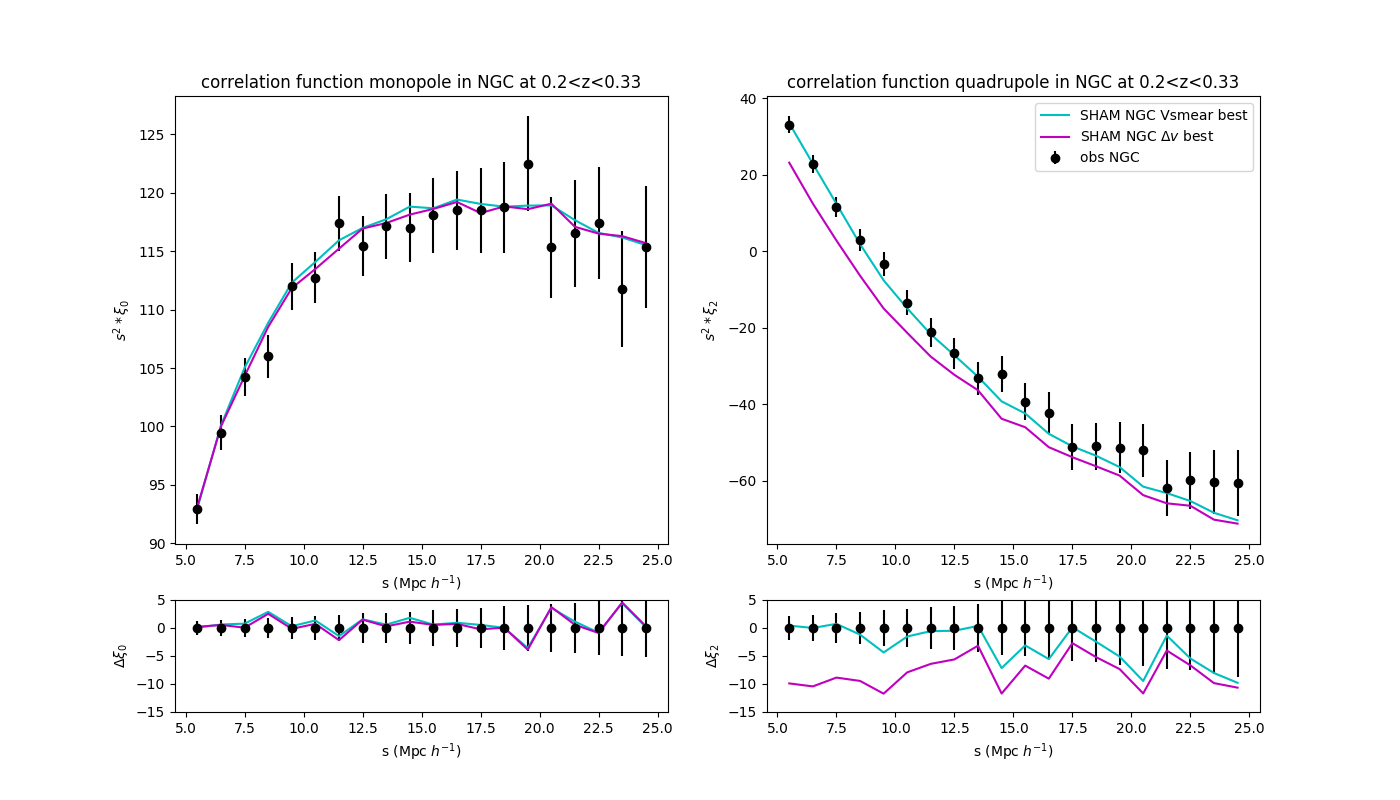 correlation function monopole in NGC at 0.2<z<0.33
125
120
115
110
105
100
95
90
s² * ξ₀
5.0 7.5 10.0 12.5 15.0 17.5 20.0 22.5 25.0
s (Mpc h⁻¹)
5
0
−5
−10
−15
Δξ₀
5.0 7.5 10.0 12.5 15.0 17.5 20.0 22.5 25.0
s (Mpc h⁻¹)
correlation function quadrupole in NGC at 0.2<z<0.33
SHAM NGC Vsmear best
SHAM NGC Δv best
obs NGC
40
20
0
−20
−40
−60
s² * ξ₂
5.0 7.5 10.0 12.5 15.0 17.5 20.0 22.5 25.0
s (Mpc h⁻¹)
5
0
−5
−10
−15
Δξ₂
5.0 7.5 10.0 12.5 15.0 17.5 20.0 22.5 25.0
s (Mpc h⁻¹)